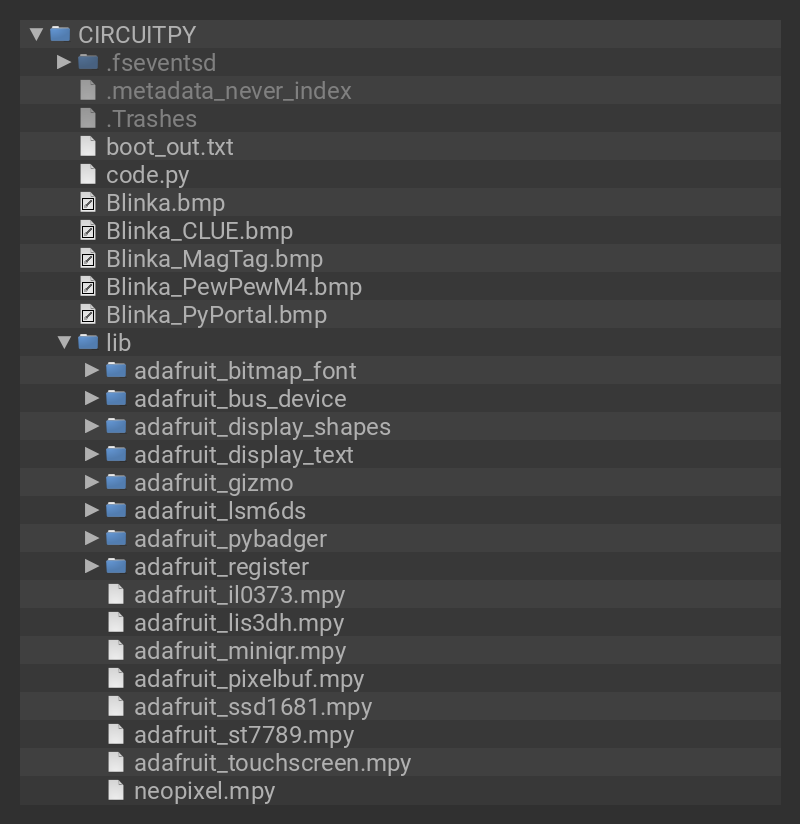 CIRCUITPY
.fseventsd
.metadata_never_index
.Trashes
boot_out.txt
code.py
Blinka.bmp
Blinka_CLUE.bmp
Blinka_MagTag.bmp
Blinka_PewPewM4.bmp
Blinka_PyPortal.bmp
lib
adafruit_bitmap_font
adafruit_bus_device
adafruit_display_shapes
adafruit_display_text
adafruit_gizmo
adafruit_lsm6ds
adafruit_pybadger
adafruit_register
adafruit_il0373.mpy
adafruit_lis3dh.mpy
adafruit_miniqr.mpy
adafruit_pixelbuf.mpy
adafruit_ssd1681.mpy
adafruit_st7789.mpy
adafruit_touchscreen.mpy
neopixel.mpy